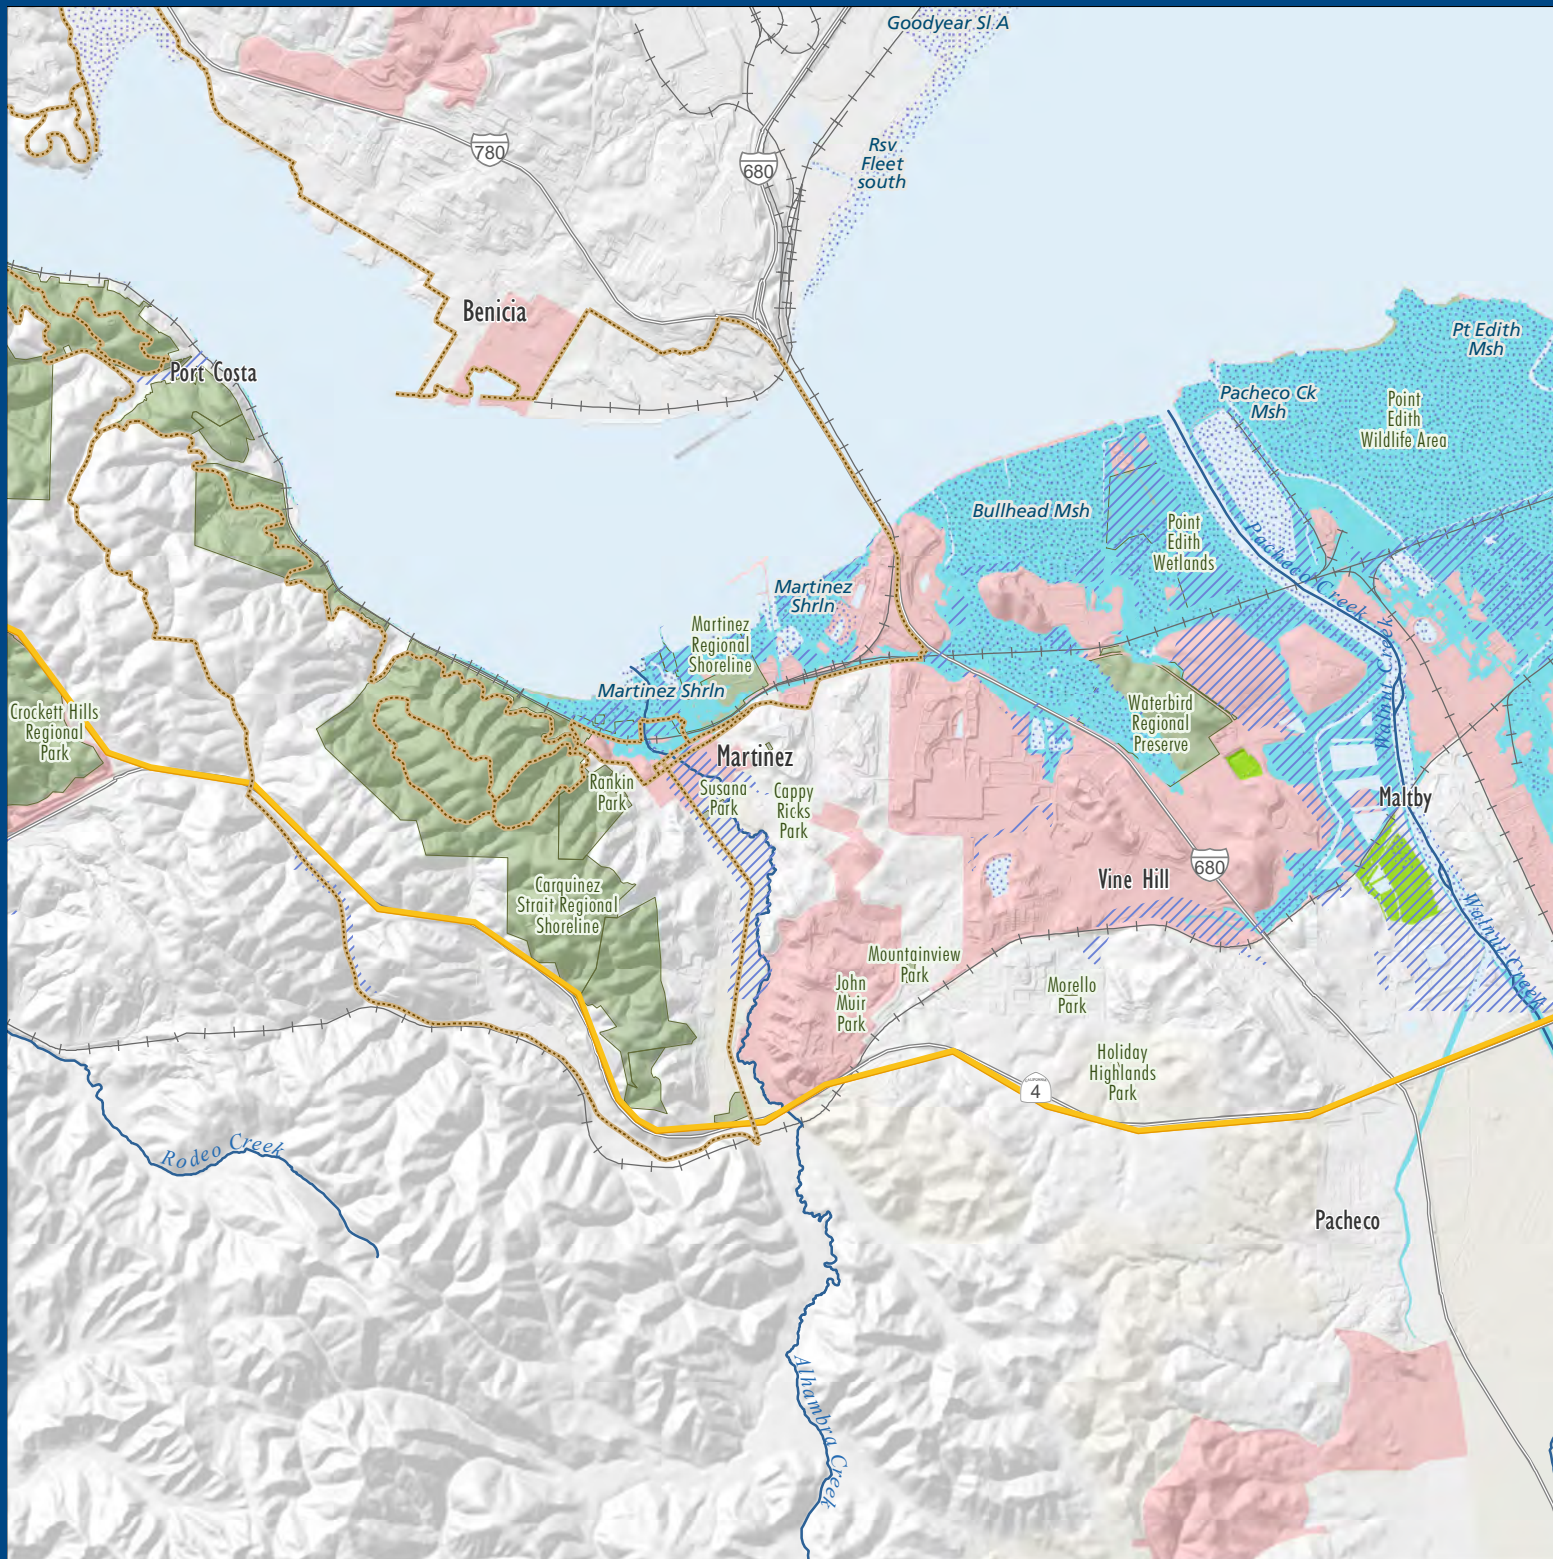 Goodyear Sl A
780
680
Rsv
Fleet
south
Benicia
Pt Edith
Msh
Port Costa
Pacheco Ck
Msh
Point
Edith
Wildlife Area
Bullhead Msh
Point
Edith
Wetlands
Pacheco Creek
Martinez
Shrln
Martinez
Regional
Shoreline
Walnut Creek
Martinez Shrln
Crockett Hills
Regional
Park
Waterbird
Regional
Preserve
Martinez
Rankin
Park
Susana
Park
Cappy
Ricks
Park
Maltby
680
Vine Hill
Carquinez
Strait Regional
Shoreline
Walnut Creek
Mountainview
Park
John
Muir
Park
Morello
Park
Holiday
Highlands
Park
CALIFORNIA
4
Rodeo Creek
Pacheco
Alhambra Creek